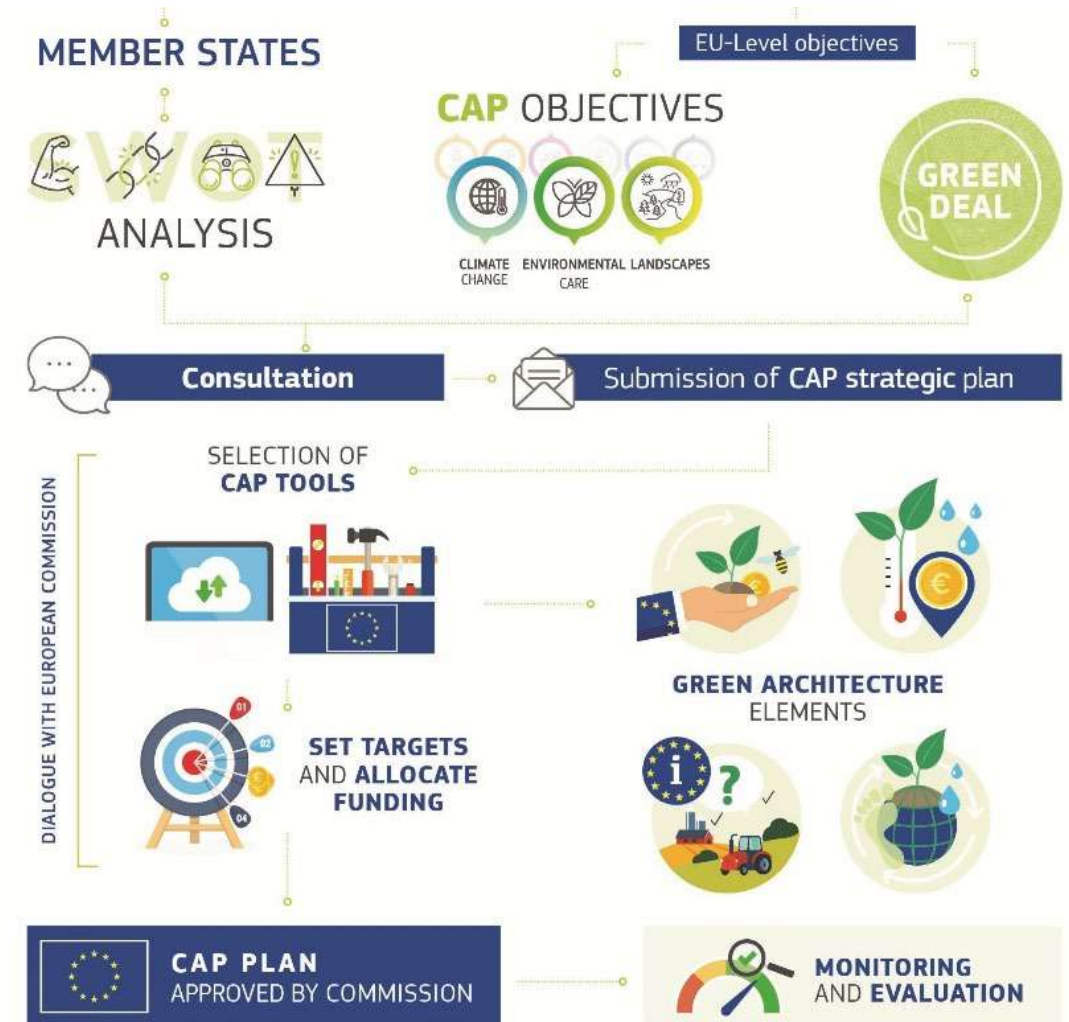 MEMBER STATES
SWOT
ANALYSIS
EU-Level objectives
CAP OBJECTIVES
CLIMATE
CHANGE
ENVIRONMENTAL
CARE
LANDSCAPES
GREEN
DEAL
Consultation
Submission of CAP strategic plan
DIALOGUE WITH EUROPEAN COMMISSION
SELECTION OF
CAP TOOLS
€
€
GREEN ARCHITECTURE
ELEMENTS
01
02
€
04
SET TARGETS
AND ALLOCATE
FUNDING
i
?
CAP PLAN
APPROVED BY COMMISSION
MONITORING
AND EVALUATION